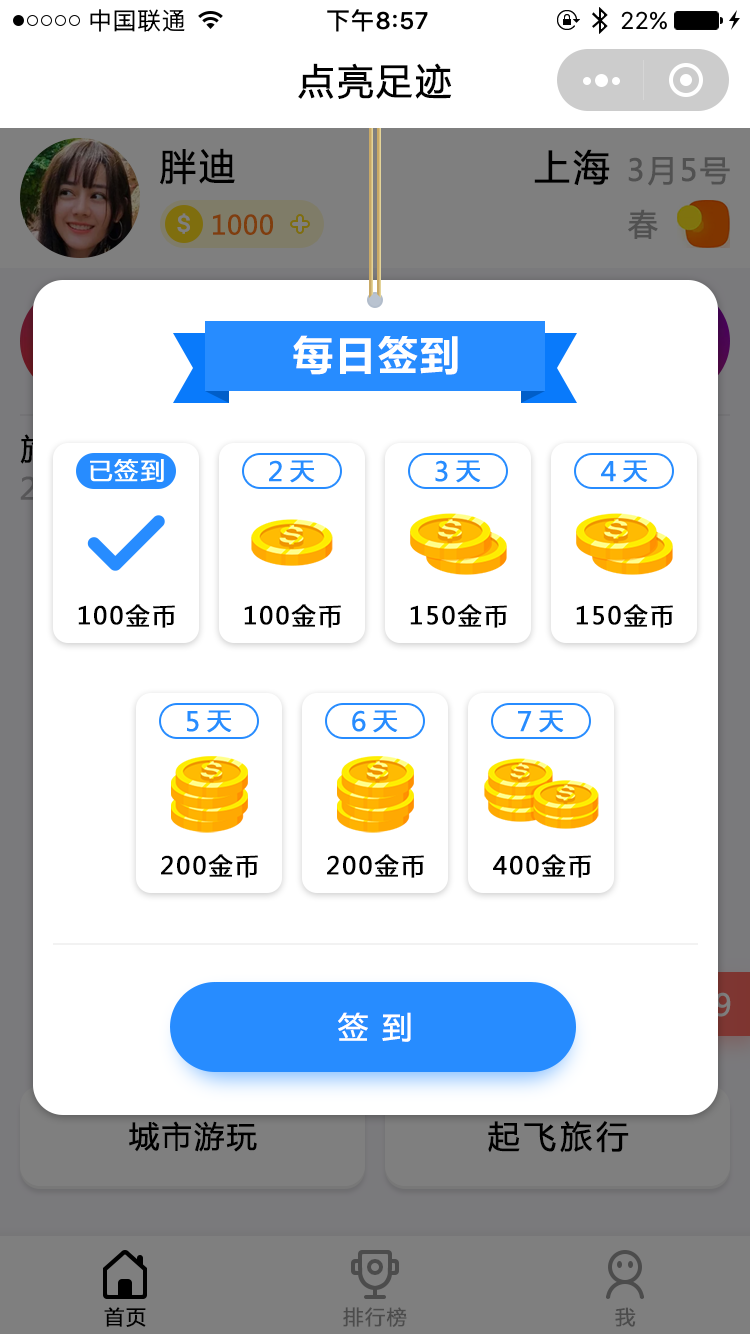 中国联通 下午8:57 22%
点亮足迹
胖迪 上海 3月5号
1000 春
每日签到
已签到 2天 3天 4天
100金币 100金币 150金币 150金币
5天 6天 7天
200金币 200金币 400金币
9
签到
城市游玩 起飞旅行
首页 排行榜 我